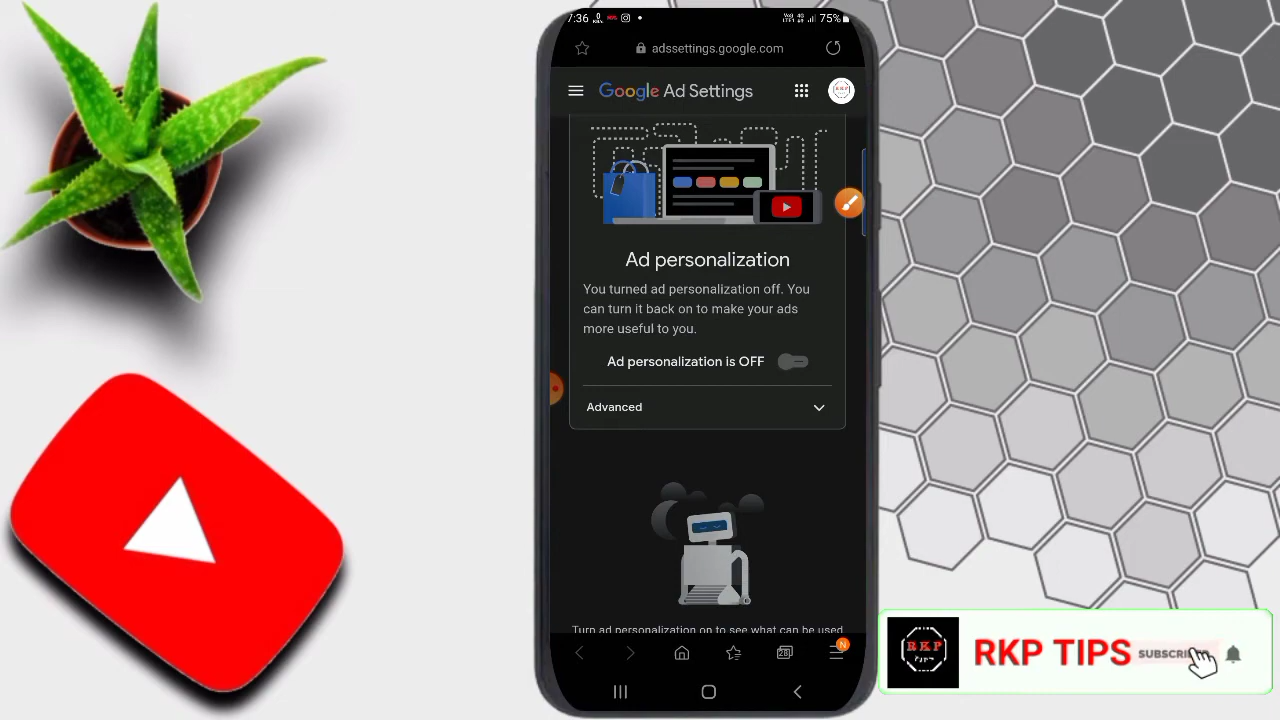 7:36
75%
adssettings.google.com
Google Ad Settings
Ad personalization
You turned ad personalization off. You
can turn it back on to make your ads
more useful to you.
Ad personalization is OFF
Advanced
Turn ad personalization on to see what can be used
28
N
RKP
RKP TIPS